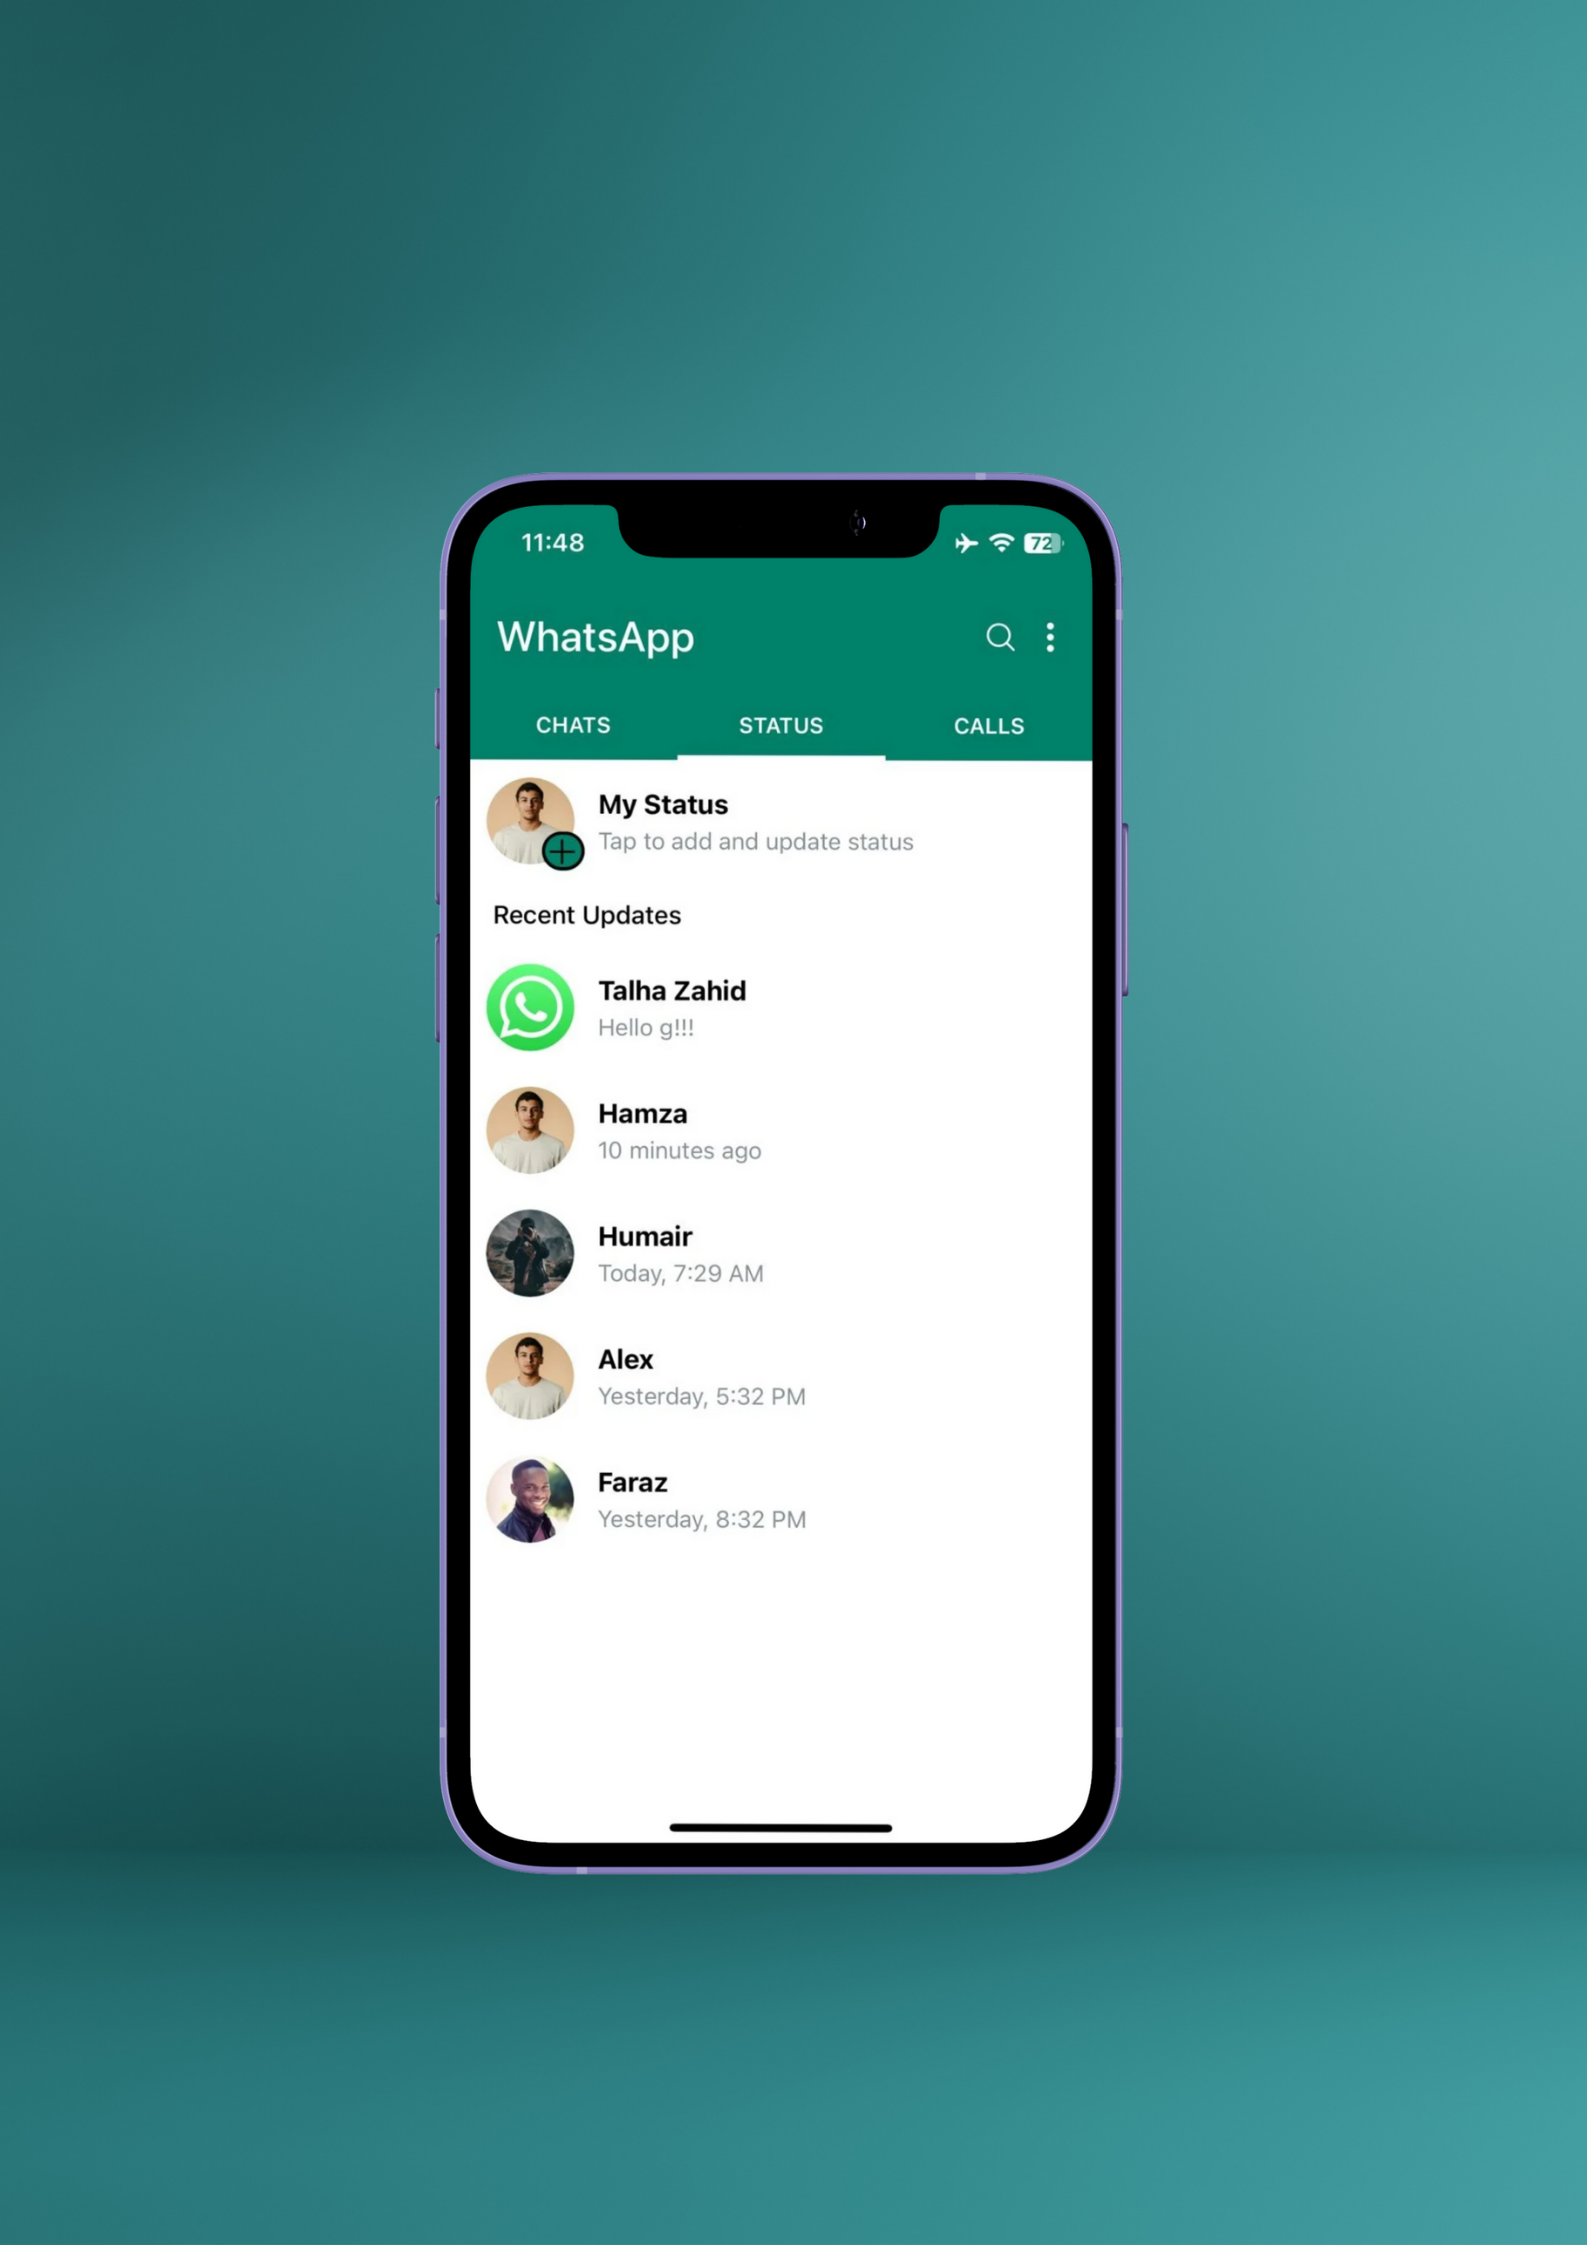 11:48
72
WhatsApp
CHATS STATUS CALLS
My Status
Tap to add and update status
Recent Updates
Talha Zahid
Hello g!!!
Hamza
10 minutes ago
Humair
Today, 7:29 AM
Alex
Yesterday, 5:32 PM
Faraz
Yesterday, 8:32 PM